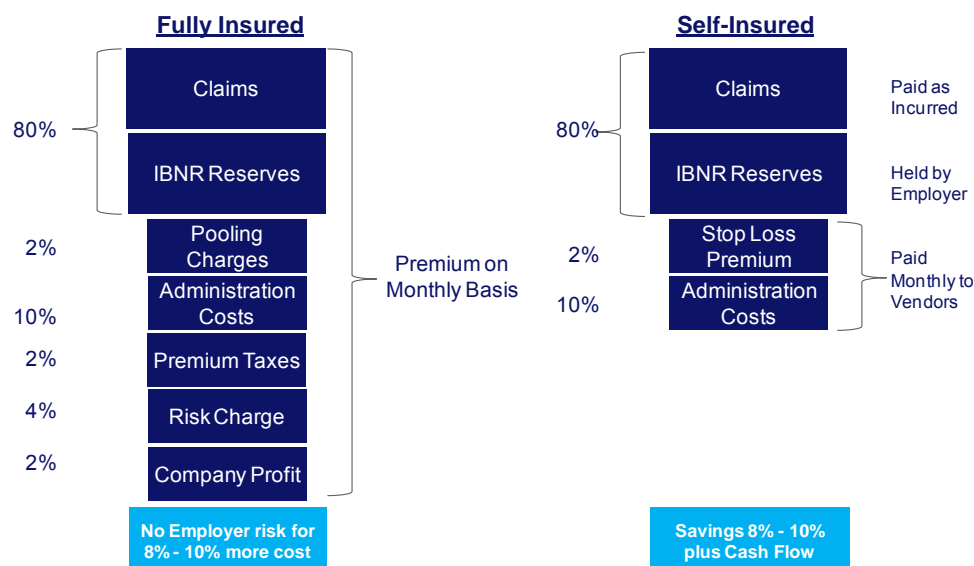 Fully Insured
Claims
80%
IBNR Reserves
2%
Pooling
Charges
10%
Administration
Costs
2%
Premium Taxes
4%
Risk Charge
2%
Company Profit
Premium on
Monthly Basis
No Employer risk for
8% - 10% more cost
Self-Insured
Claims
Paid as
Incurred
80%
IBNR Reserves
Held by
Employer
2%
Stop Loss
Premium
10%
Administration
Costs
Paid
Monthly to
Vendors
Savings 8% - 10%
plus Cash Flow